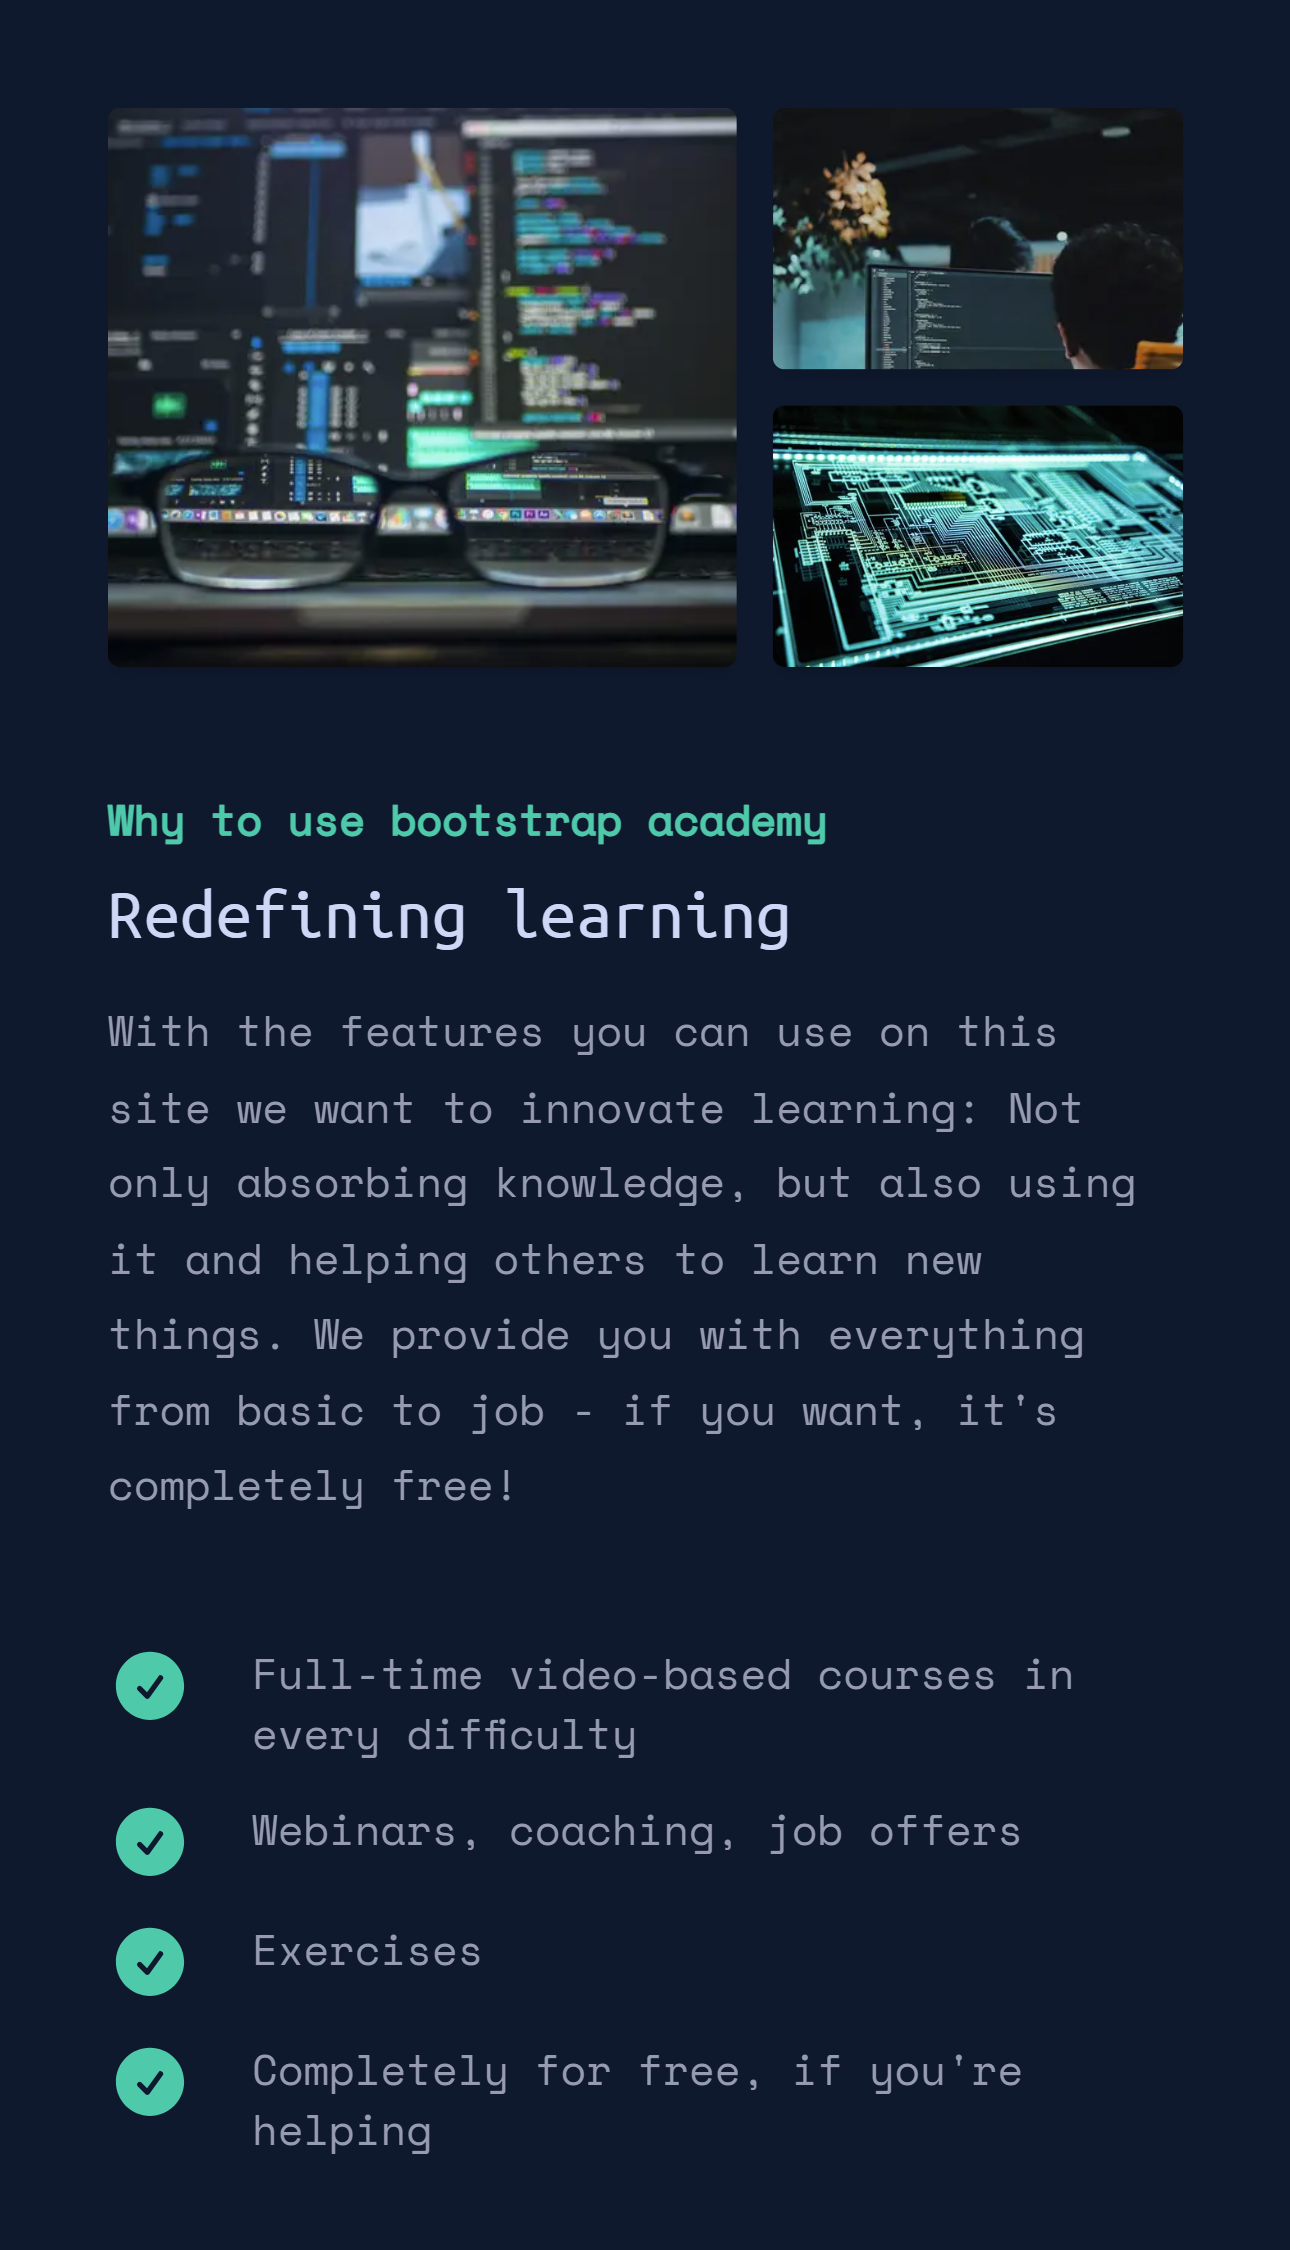 Why to use bootstrap academy
Redefining learning
With the features you can use on this
site we want to innovate learning: Not
only absorbing knowledge, but also using
it and helping others to learn new
things. We provide you with everything
from basic to job - if you want, it's
completely free!
Full-time video-based courses in
every difficulty
Webinars, coaching, job offers
Exercises
Completely for free, if you're
helping